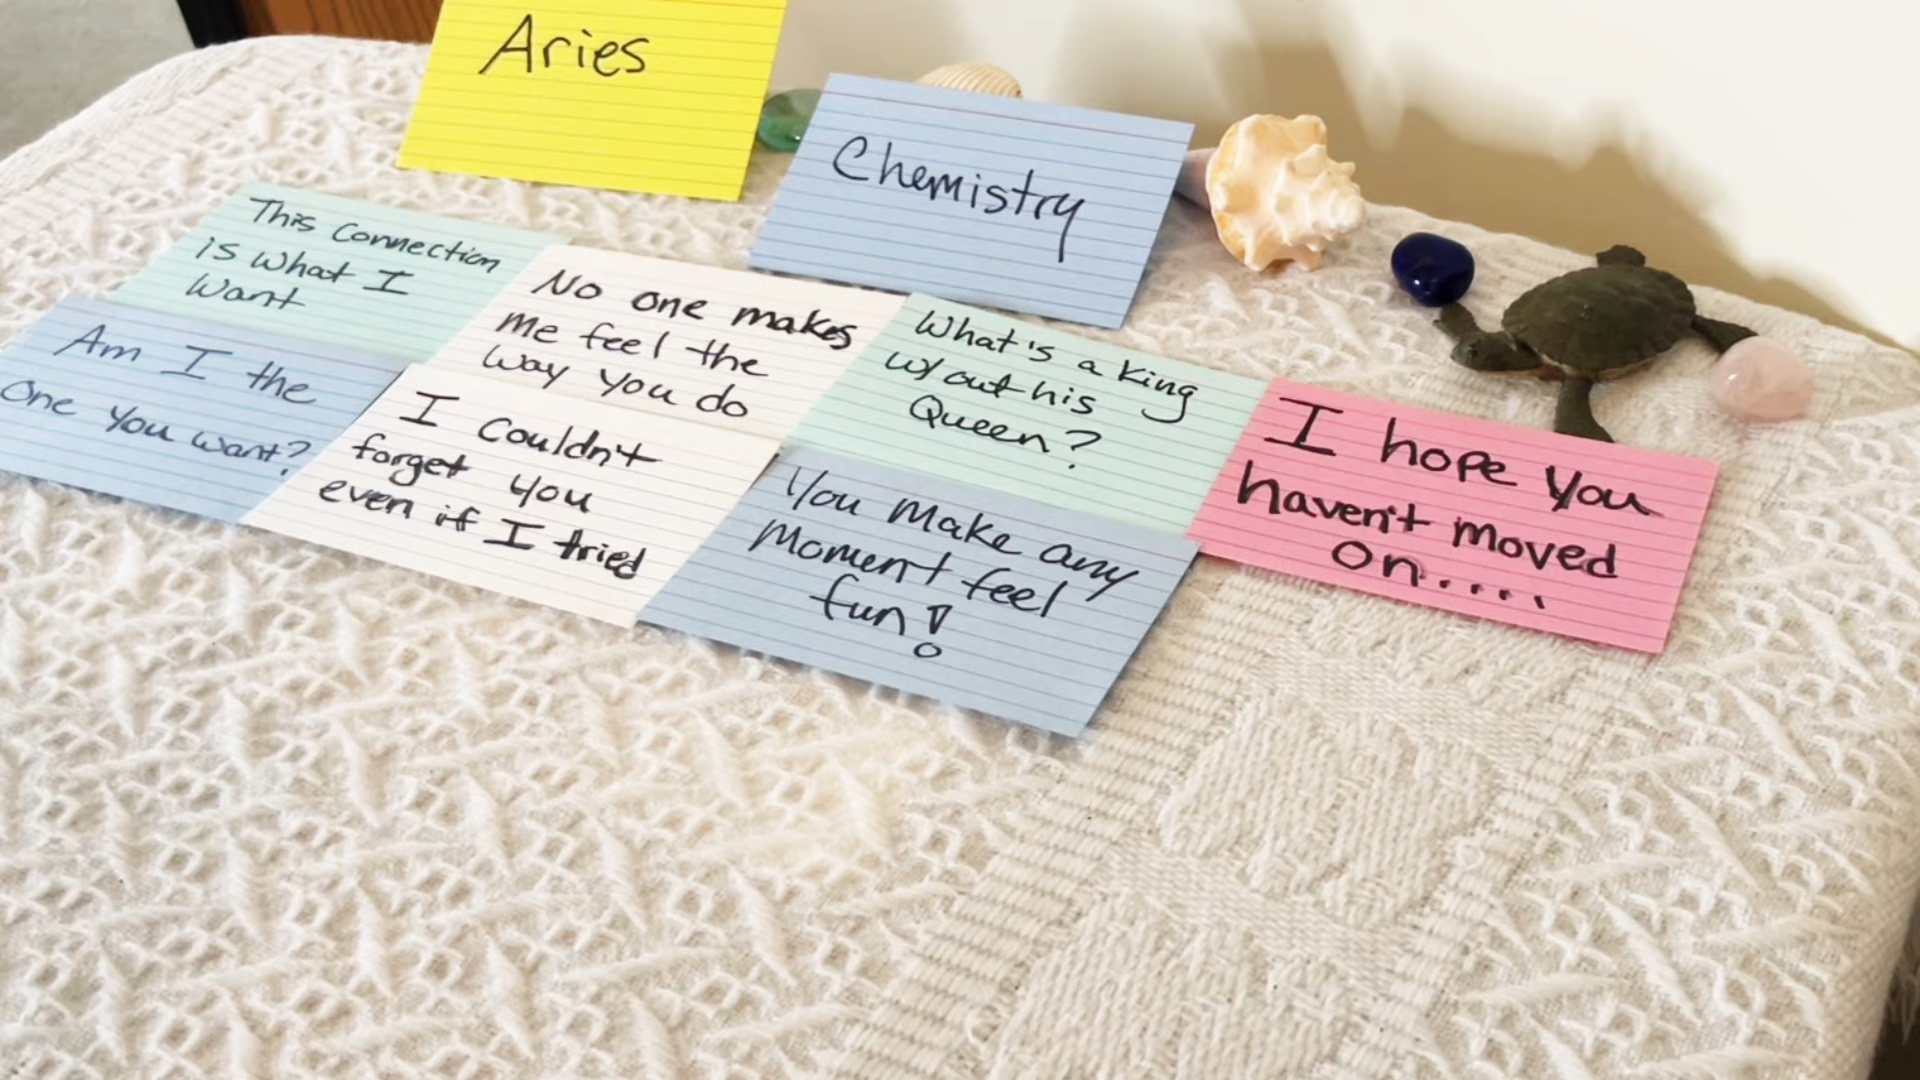 Aries
Chemistry
This Connection
is what I
want
No one makes
me feel the
way you do
What's a King
w/out his
Queen?
I hope you
haven't moved
on.....
Am I the
one you want?
I couldn't
forget you
even if I tried
You make any
moment feel
fun!